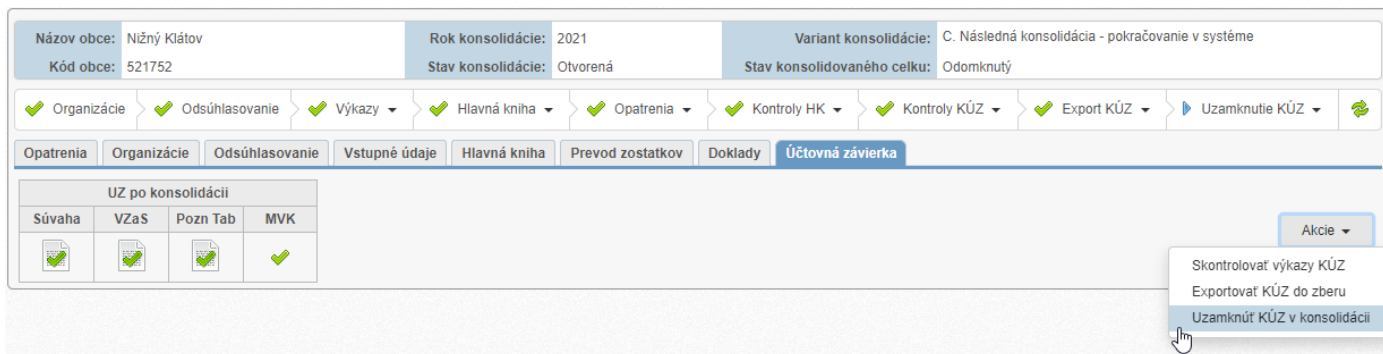 Názov obce: Nižný Klátov Rok konsolidácie: 2021 Variant konsolidácie: C. Následná konsolidácia - pokračovanie v systéme
Kód obce: 521752 Stav konsolidácie: Otvorená Stav konsolidovaného celku: Odomknutý
Organizácie Odsúhlasovanie Výkazy Hlavná kniha Opatrenia Kontroly HK Kontroly KÚZ Export KÚZ Uzamknutie KÚZ
Opatrenia Organizácie Odsúhlasovanie Vstupné údaje Hlavná kniha Prevod zostatkov Doklady Účtovná závierka
UZ po konsolidácii
Súvaha VZaS Pozn Tab MVK
Akcie
Skontrolovať výkazy KÚZ
Exportovať KÚZ do zberu
Uzamknúť KÚZ v konsolidácii